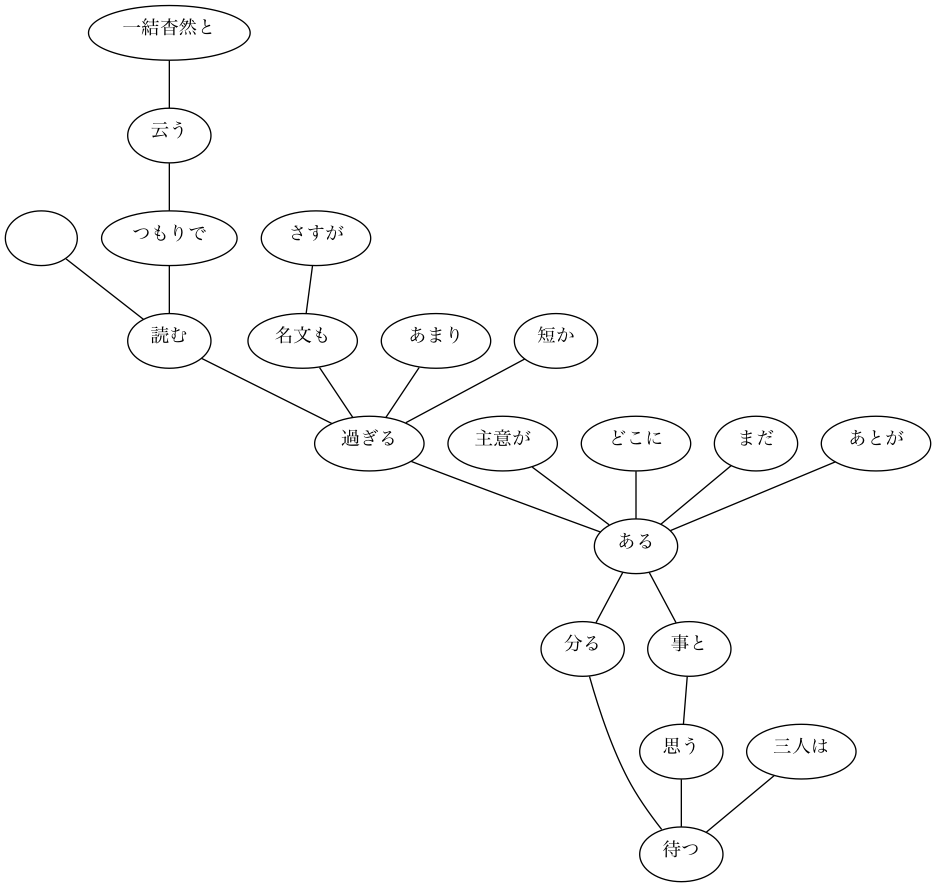 一結杳然と
云う
つもりで
さすが
読む
名文も
あまり
短か
過ぎる
主意が
どこに
まだ
あとが
ある
分る
事と
思う
三人は
待つ